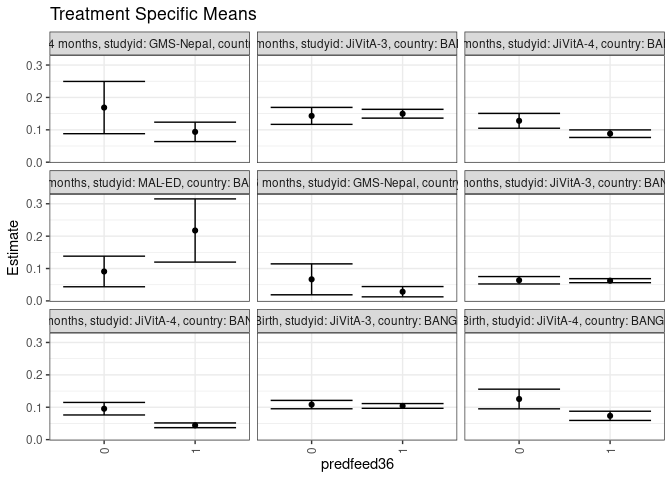 Treatment Specific Means
4 months, studyid: GMS-Nepal, count
months, studyid: JiVitA-3, country: BA
months, studyid: JiVitA-4, country: BA
0.3
0.2
0.1
0.0
months, studyid: MAL-ED, country: BA
months, studyid: GMS-Nepal, country
months, studyid: JiVitA-3, country: BA
0.3
0.2
0.1
0.0
months, studyid: JiVitA-4, country: BAN
Birth, studyid: JiVitA-3, country: BANG
Birth, studyid: JiVitA-4, country: BANG
0.3
0.2
0.1
0.0
Estimate
0 1 0 1 0 1
predfeed36